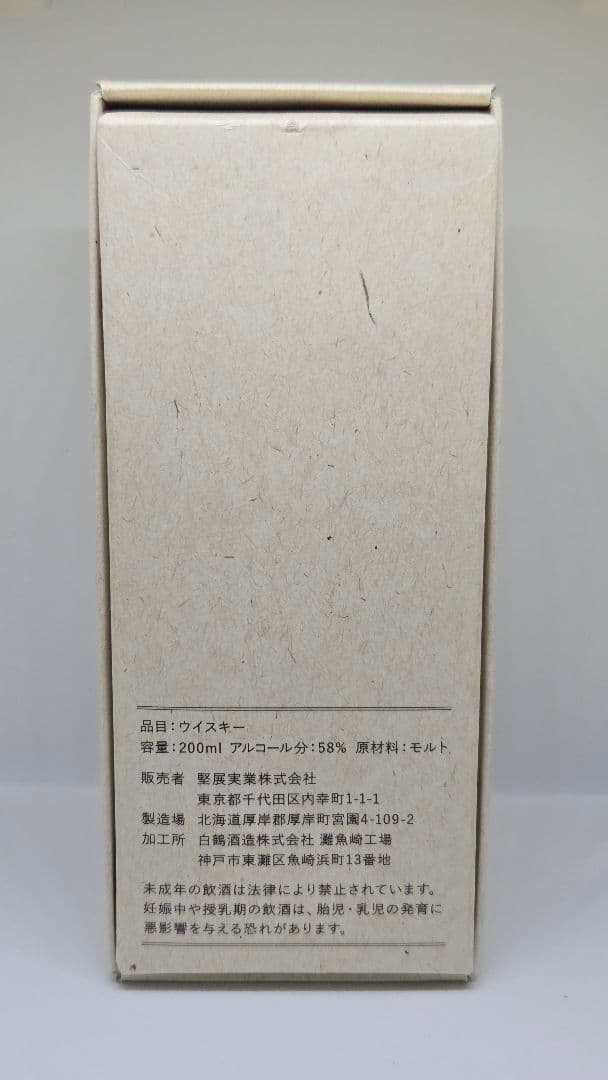 品目：ウイスキー
容量：200ml アルコール分：58% 原材料：モルト
販売者 堅展実業株式会社
東京都千代田区内幸町1-1-1
製造場 北海道厚岸郡厚岸町宮園4-109-2
加工所 白鶴酒造株式会社 灘魚崎工場
神戸市東灘区魚崎浜町13番地
未成年の飲酒は法律により禁止されています。
妊娠中や授乳期の飲酒は、胎児・乳児の発育に
悪影響を与える恐れがあります。